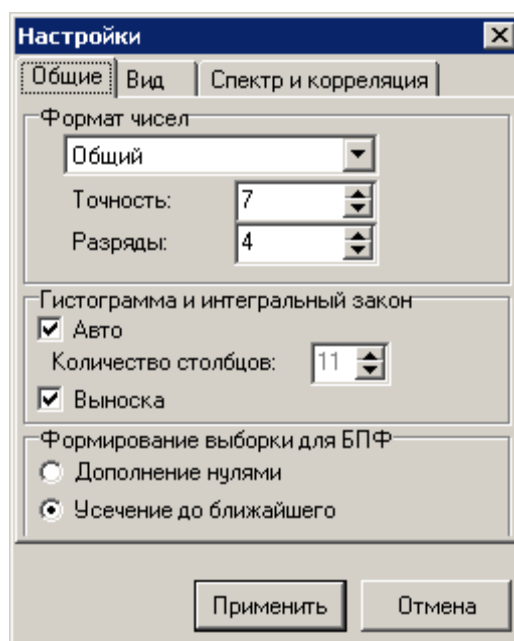 Настройки
Общие Вид Спектр и корреляция
Формат чисел
Общий
Точность: 7
Разряды: 4
Гистограмма и интегральный закон
Авто
Количество столбцов: 11
Выноска
Формирование выборки для БПФ
Дополнение нулями
Усечение до ближайшего
Применить Отмена